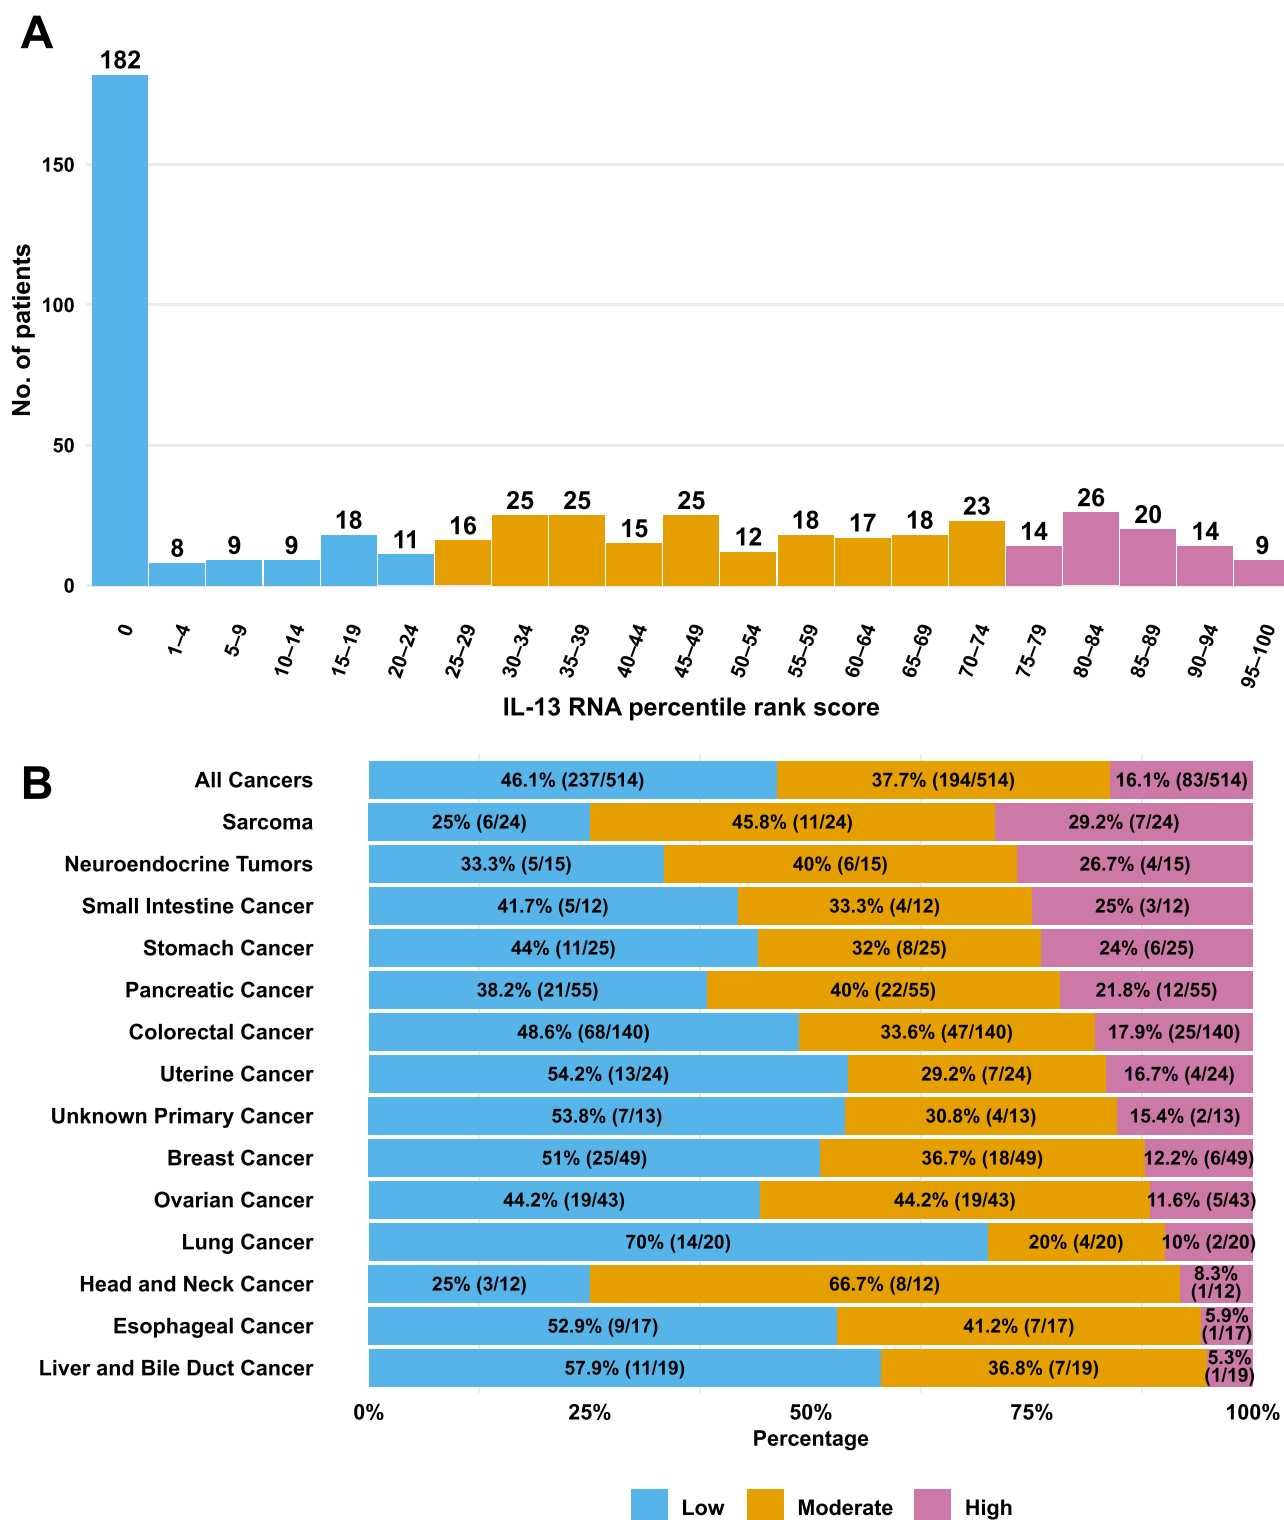 A
182
150
100
50
0
No. of patients
8
9
9
18
11
16
25
25
15
25
12
18
17
18
23
14
26
20
14
9
0
1–4
5–9
10–14
15–19
20–24
25–29
30–34
35–39
40–44
45–49
50–54
55–59
60–64
65–69
70–74
75–79
80–84
85–89
90–94
95–100
IL-13 RNA percentile rank score
B
All Cancers 46.1% (237/514) 37.7% (194/514) 16.1% (83/514)
Sarcoma 25% (6/24) 45.8% (11/24) 29.2% (7/24)
Neuroendocrine Tumors 33.3% (5/15) 40% (6/15) 26.7% (4/15)
Small Intestine Cancer 41.7% (5/12) 33.3% (4/12) 25% (3/12)
Stomach Cancer 44% (11/25) 32% (8/25) 24% (6/25)
Pancreatic Cancer 38.2% (21/55) 40% (22/55) 21.8% (12/55)
Colorectal Cancer 48.6% (68/140) 33.6% (47/140) 17.9% (25/140)
Uterine Cancer 54.2% (13/24) 29.2% (7/24) 16.7% (4/24)
Unknown Primary Cancer 53.8% (7/13) 30.8% (4/13) 15.4% (2/13)
Breast Cancer 51% (25/49) 36.7% (18/49) 12.2% (6/49)
Ovarian Cancer 44.2% (19/43) 44.2% (19/43) 11.6% (5/43)
Lung Cancer 70% (14/20) 20% (4/20) 10% (2/20)
Head and Neck Cancer 25% (3/12) 66.7% (8/12) 8.3%
(1/12)
Esophageal Cancer 52.9% (9/17) 41.2% (7/17) 5.9%
(1/17)
Liver and Bile Duct Cancer 57.9% (11/19) 36.8% (7/19) 5.3%
(1/19)
0% 25% 50% 75% 100%
Percentage
Low Moderate High